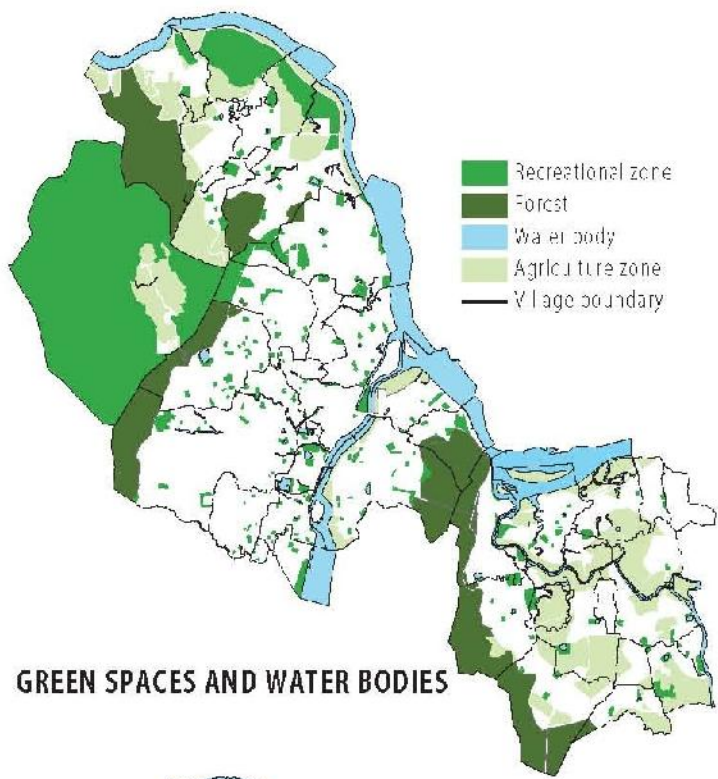 Recreational zone
Forest
Water body
Agriculture zone
Village boundary
GREEN SPACES AND WATER BODIES